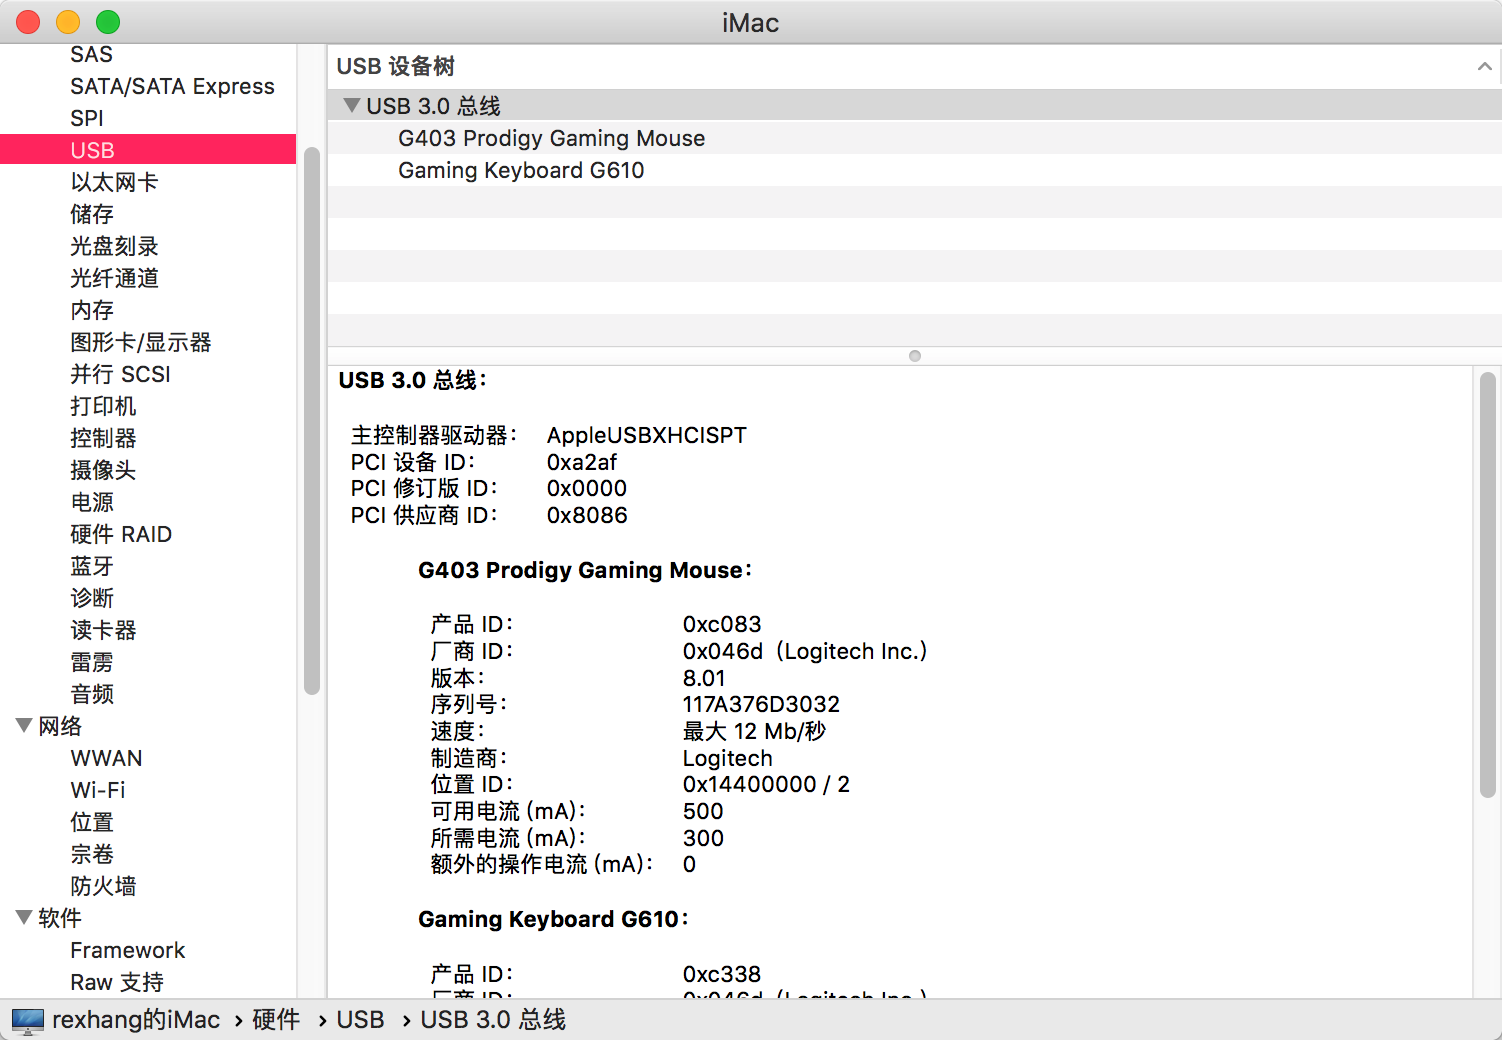 iMac
SAS
SATA/SATA Express
SPI
USB
以太网卡
储存
光盘刻录
光纤通道
内存
图形卡/显示器
并行 SCSI
打印机
控制器
摄像头
电源
硬件 RAID
蓝牙
诊断
读卡器
雷雳
音频
网络
WWAN
Wi-Fi
位置
宗卷
防火墙
软件
Framework
Raw 支持
USB 设备树
USB 3.0 总线
G403 Prodigy Gaming Mouse
Gaming Keyboard G610
USB 3.0 总线：
主控制器驱动器： AppleUSBXHCISPT
PCI 设备 ID： 0xa2af
PCI 修订版 ID： 0x0000
PCI 供应商 ID： 0x8086
G403 Prodigy Gaming Mouse：
产品 ID： 0xc083
厂商 ID： 0x046d（Logitech Inc.）
版本： 8.01
序列号： 117A376D3032
速度： 最大 12 Mb/秒
制造商： Logitech
位置 ID： 0x14400000 / 2
可用电流 (mA)： 500
所需电流 (mA)： 300
额外的操作电流 (mA)： 0
Gaming Keyboard G610：
产品 ID： 0xc338
厂商 ID： 0x046d（Logitech Inc.）
rexhang的iMac › 硬件 › USB › USB 3.0 总线